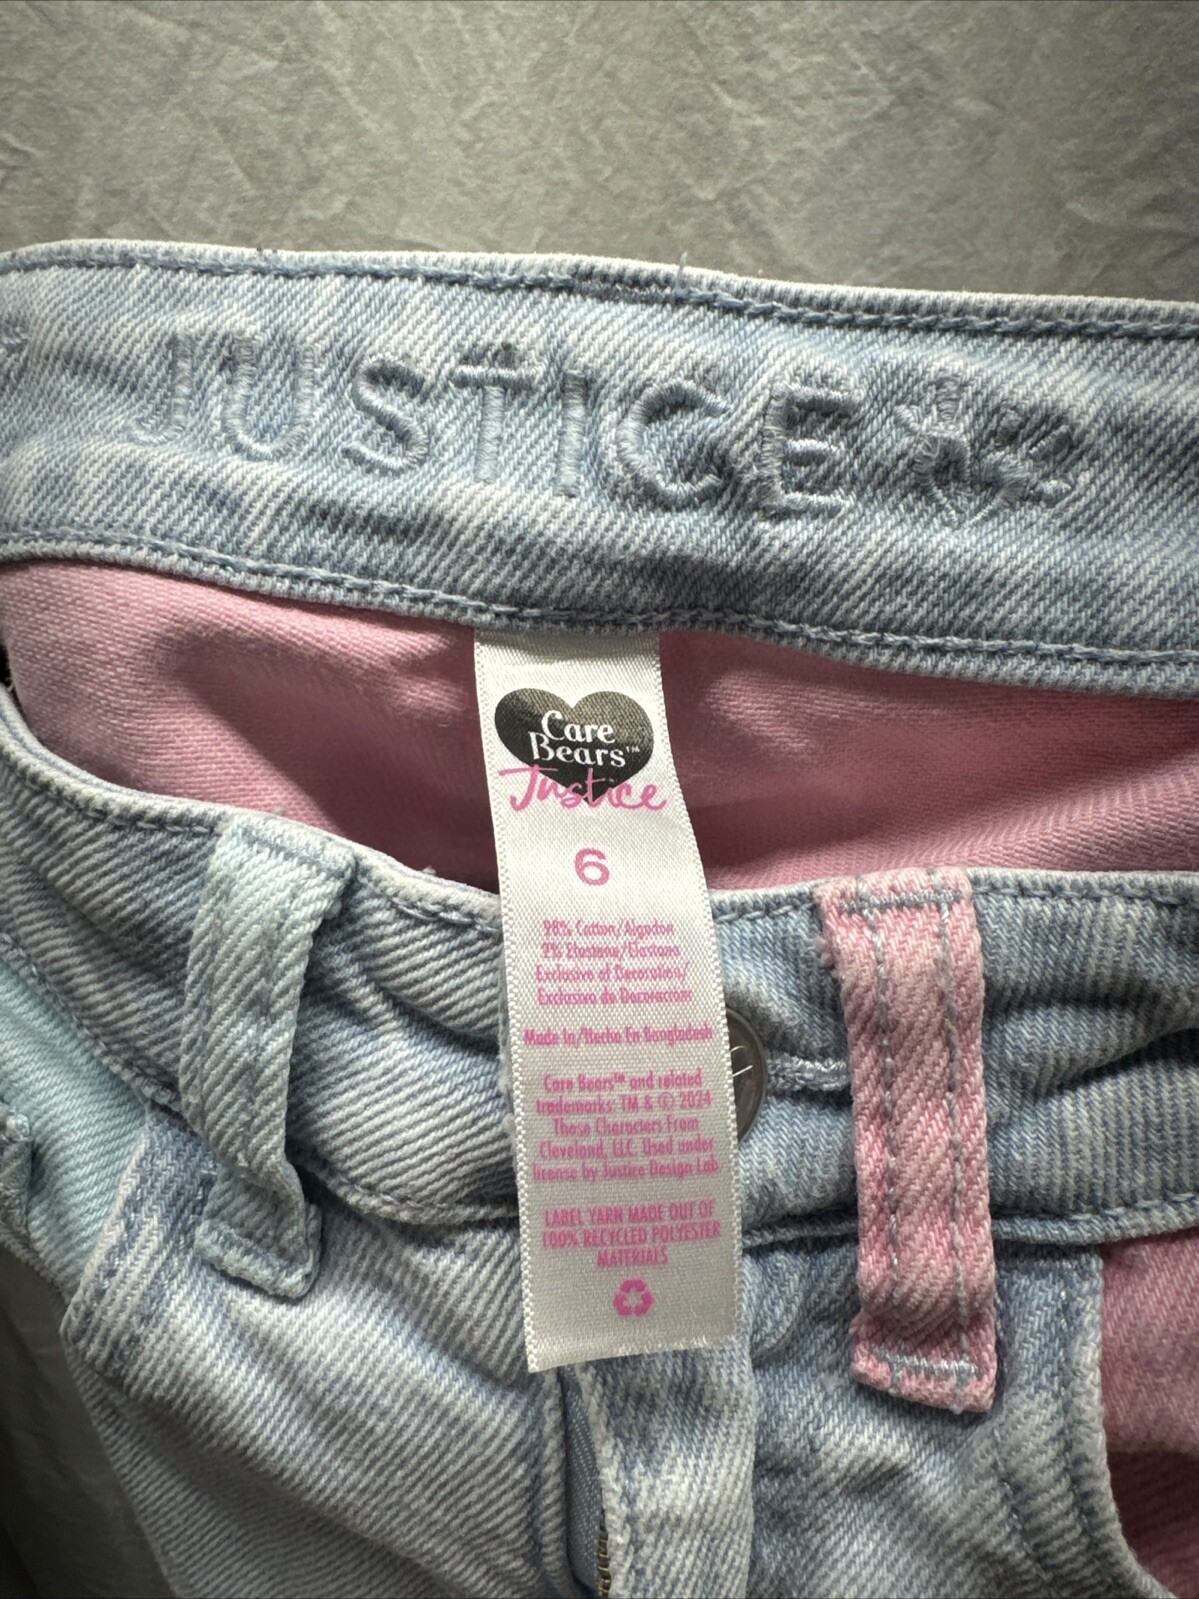 JUSTICE
Care
Bears™
Justice
6
98% Cotton/Algodon
2% Elastane/Elastano
Exclusive of Decoration/
Exclusivo de Decoracion
Made In/Hecho En Bangladesh
Care Bears™ and related
trademarks TM & © 2024
Those Characters From
Cleveland, LLC. Used under
license by Justice Design Lab
LABEL YARN MADE OUT OF
100% RECYCLED POLYESTER
MATERIALS